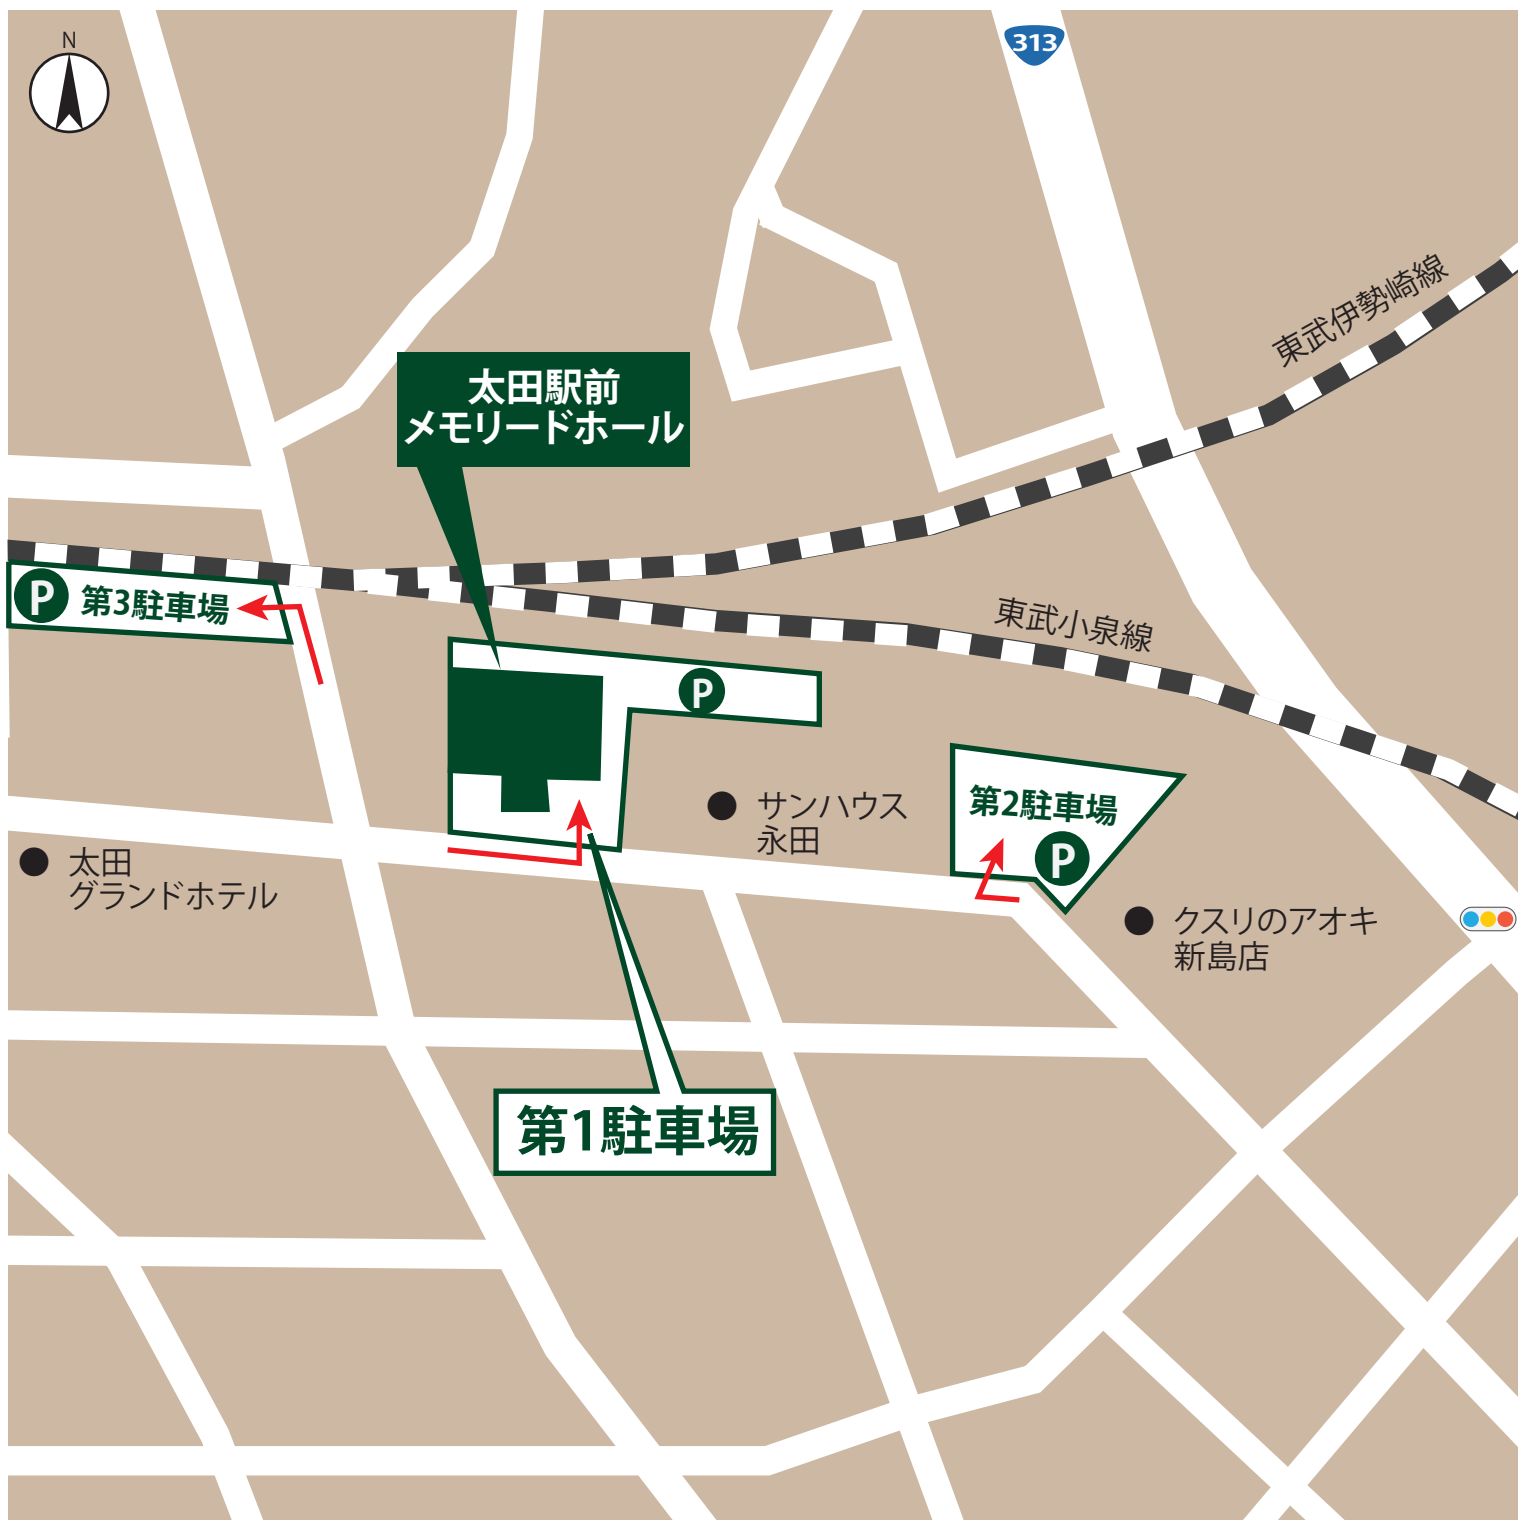 N
313
東武伊勢崎線
太田駅前
メモリードホール
P 第3駐車場
東武小泉線
P
第2駐車場
P
サンハウス
永田
太田
グランドホテル
クスリのアオキ
新島店
第1駐車場